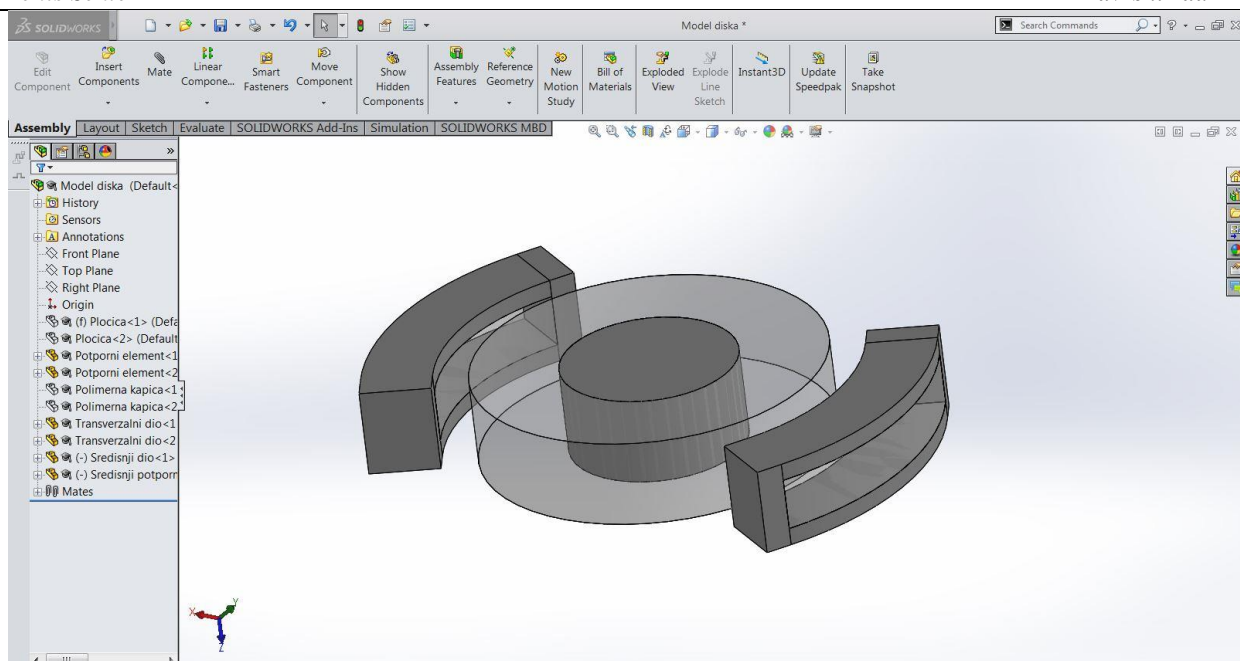 SOLIDWORKS
Model diska *
Search Commands
Edit Component
Insert Components
Mate
Linear Compone...
Smart Fasteners
Move Component
Show Hidden Components
Assembly Features
Reference Geometry
New Motion Study
Bill of Materials
Exploded View
Explode Line Sketch
Instant3D
Update Speedpak
Take Snapshot
Assembly Layout Sketch Evaluate SOLIDWORKS Add-Ins Simulation SOLIDWORKS MBD
Model diska (Default<
History
Sensors
Annotations
Front Plane
Top Plane
Right Plane
Origin
(f) Plocica<1> (Defa
Plocica<2> (Default
Potporni element<1
Potporni element<2
Polimerna kapica<1
Polimerna kapica<2
Transverzalni dio<1
Transverzalni dio<2
(-) Sredisnji dio<1>
(-) Sredisnji potporn
Mates
X
Y
Z